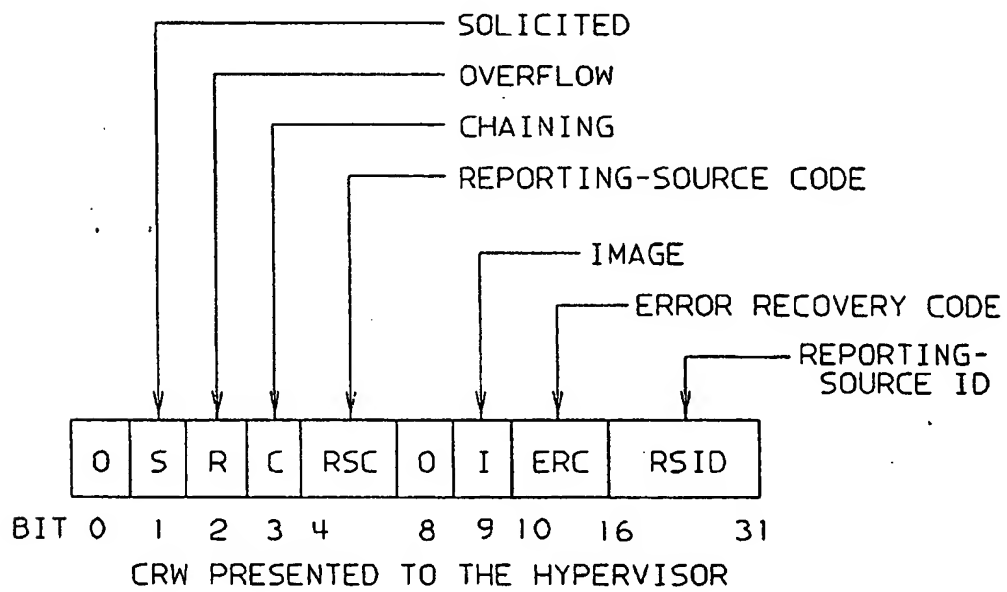 SOLICITED
OVERFLOW
CHAINING
REPORTING-SOURCE CODE
IMAGE
ERROR RECOVERY CODE
REPORTING-
SOURCE ID
0 S R C RSC 0 I ERC RSID
BIT 0 1 2 3 4 8 9 10 16 31
CRW PRESENTED TO THE HYPERVISOR